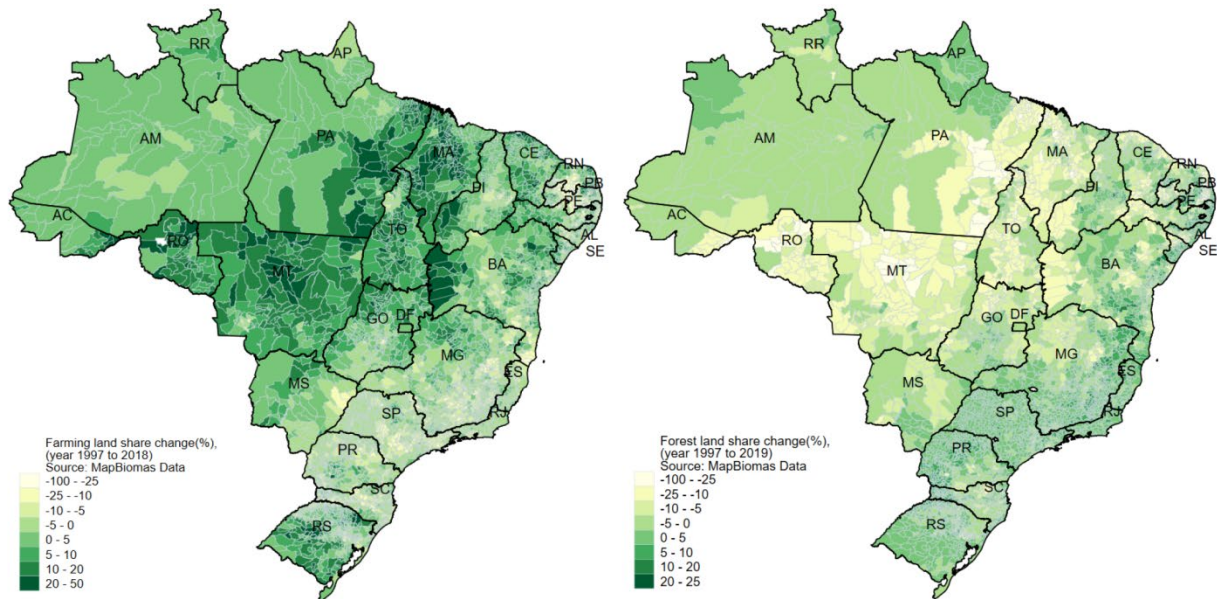 RR
AP
AM
PA
MA
CE
RN
PB
PE
PI
AL
SE
AC
RO
TO
BA
MT
GO
DF
MG
MS
ES
SP
RJ
PR
SC
RS
Farming land share change(%),
(year 1997 to 2018)
Source: MapBiomas Data
-100 - -25
-25 - -10
-10 - -5
-5 - 0
0 - 5
5 - 10
10 - 20
20 - 50
RR
AP
AM
PA
MA
CE
RN
PB
PE
PI
AL
SE
AC
RO
TO
BA
MT
GO
DF
MG
MS
ES
SP
RJ
PR
SC
RS
Forest land share change(%),
(year 1997 to 2019)
Source: MapBiomas Data
-100 - -25
-25 - -10
-10 - -5
-5 - 0
0 - 5
5 - 10
10 - 20
20 - 25